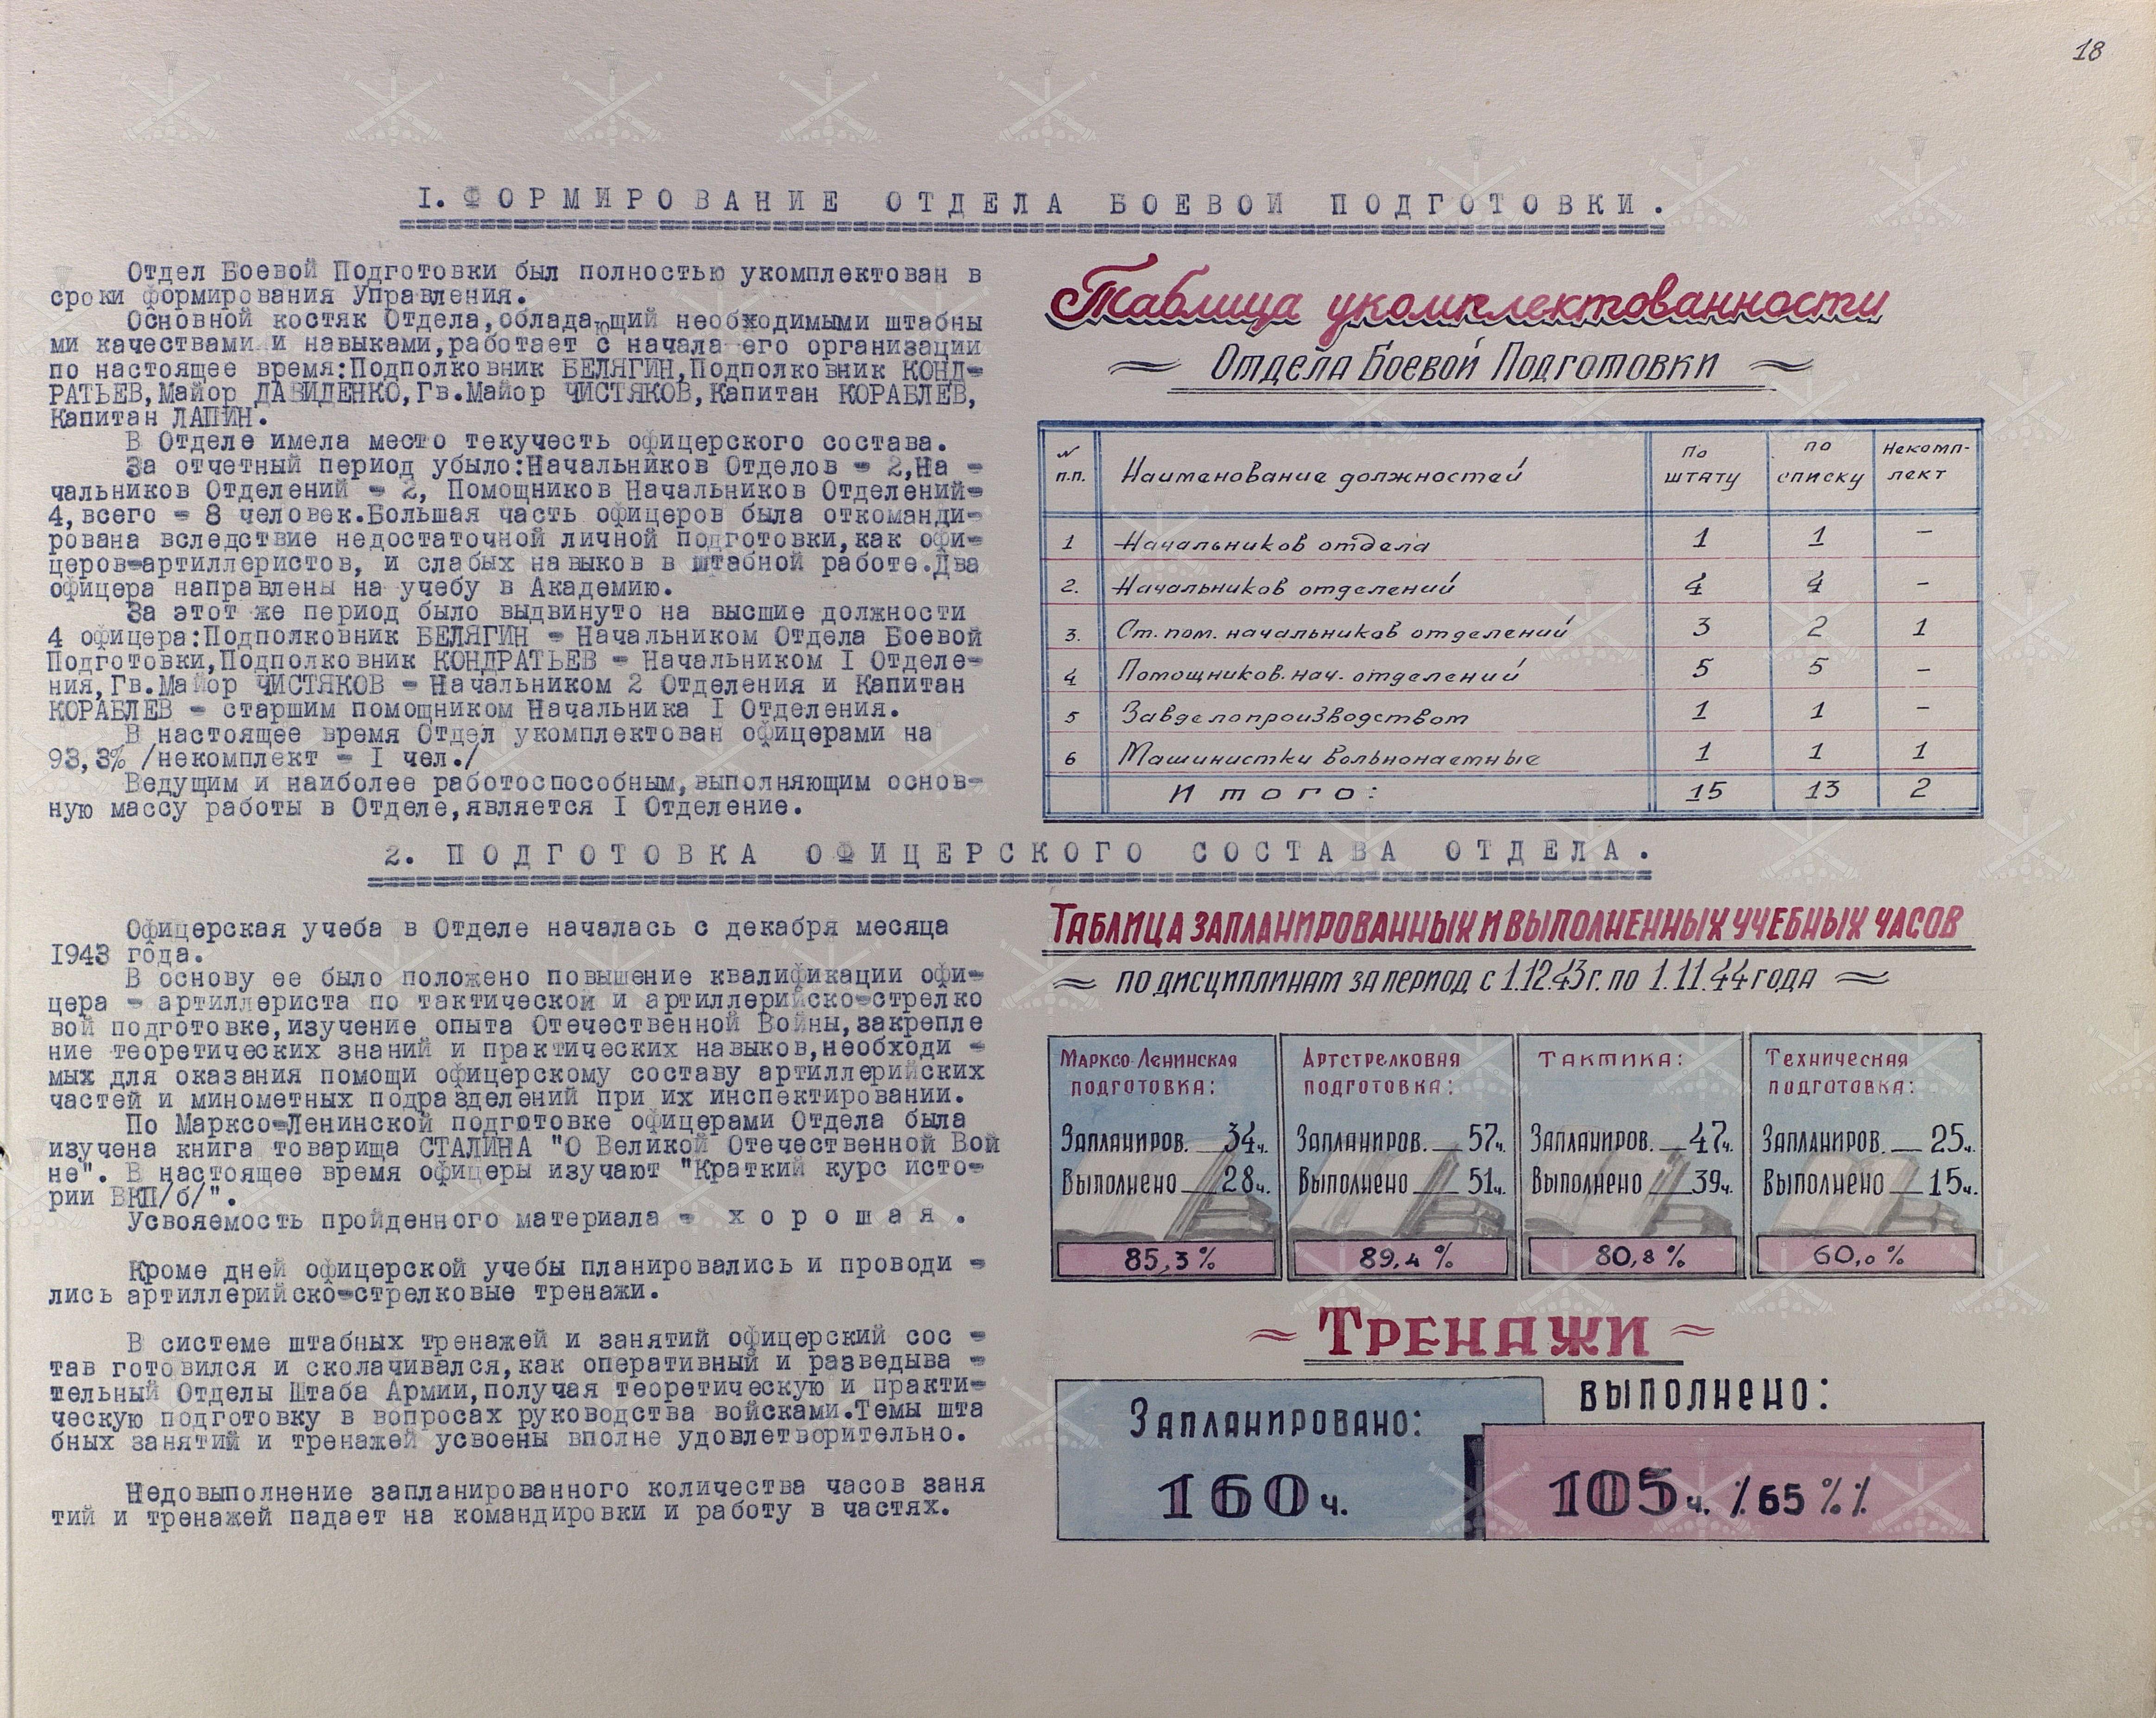 18
I. ФОРМИРОВАНИЕ ОТДЕЛА БОЕВОЙ ПОДГОТОВКИ.
Отдел Боевой Подготовки был полностью укомплектован в
сроки формирования Управления.
Основной костяк Отдела,обладающий необходимыми штабны
ми качествами и навыками,работает с начала его организации
по настоящее время:Подполковник БЕЛЯГИН,Подполковник КОНД-
РАТЬЕВ,Майор ДАВИДЕНКО,Гв.Майор ЧИСТЯКОВ,Капитан КОРАБЛЕВ,
Капитан ЛАПИН.
В Отделе имела место текучесть офицерского состава.
За отчетный период убыло:Начальников Отделов - 2,На -
чальников Отделений - 2, Помощников Начальников Отделений-
4,всего - 8 человек.Большая часть офицеров была откоманди-
рована вследствие недостаточной личной подготовки,как офи-
церов-артиллеристов, и слабых навыков в штабной работе.Два
офицера направлены на учебу в Академию.
За этот же период было выдвинуто на высшие должности
4 офицера:Подполковник БЕЛЯГИН - Начальником Отдела Боевой
Подготовки,Подполковник КОНДРАТЬЕВ - Начальником I Отделе-
ния,Гв.Майор ЧИСТЯКОВ - Начальником 2 Отделения и Капитан
КОРАБЛЕВ - старшим помощником Начальника I Отделения.
В настоящее время Отдел укомплектован офицерами на
93,3% /некомплект - I чел./
Ведущим и наиболее работоспособным,выполняющим основ-
ную массу работы в Отделе,является I Отделение.
Таблица укомплектованности
Отдела Боевой Подготовки
№ п.п. Наименование должностей По штату по списку Некомп-лект
1 Начальников отдела 1 1 -
2. Начальников отделений 4 4 -
3. Ст. пом. начальников отделений 3 2 1
4 Помощников. нач. отделений 5 5 -
5 Завделопроизводством 1 1 -
6 Машинистки вольнонаемные 1 1 1
Итого: 15 13 2
2. ПОДГОТОВКА ОФИЦЕРСКОГО СОСТАВА ОТДЕЛА.
Офицерская учеба в Отделе началась с декабря месяца
1943 года.
В основу ее было положено повышение квалификации офи-
цера - артиллериста по тактической и артиллерийско-стрелко
вой подготовке,изучение опыта Отечественной Войны,закрепле
ние теоретических знаний и практических навыков,необходи -
мых для оказания помощи офицерскому составу артиллерийских
частей и минометных подразделений при их инспектировании.
По Марксо-Ленинской подготовке офицерами Отдела была
изучена книга товарища СТАЛИНА "О Великой Отечественной Вой
не". В настоящее время офицеры изучают "Краткий курс исто-
рии ВКП/б/".
Усвояемость пройденного материала - хорошая.
Кроме дней офицерской учебы планировались и проводи -
лись артиллерийско-стрелковые тренажи.
В системе штабных тренажей и занятий офицерский сос -
тав готовился и сколачивался,как оперативный и разведыва -
тельный Отделы Штаба Армии,получая теоретическую и практи-
ческую подготовку в вопросах руководства войсками.Темы шта
бных занятий и тренажей усвоены вполне удовлетворительно.
Недовыполнение запланированного количества часов заня
тий и тренажей падает на командировки и работу в частях.
Таблица запланированных и выполненных учебных часов
по дисциплинам за период с 1.12.43г. по 1.11.44 года
Марксо-Ленинская
подготовка:
Запланиров. 34ч.
Выполнено 28ч.
85,3%
Артстрелковая
подготовка:
Запланиров. 57ч.
Выполнено 51ч.
89,4%
Тактика:
Запланиров. 47ч.
Выполнено 39ч.
80,8%
Техническая
подготовка:
Запланиров. 25ч.
Выполнено 15ч.
60,0%
Тренажи
Запланировано:
160ч.
выполнено:
105ч. /65%/